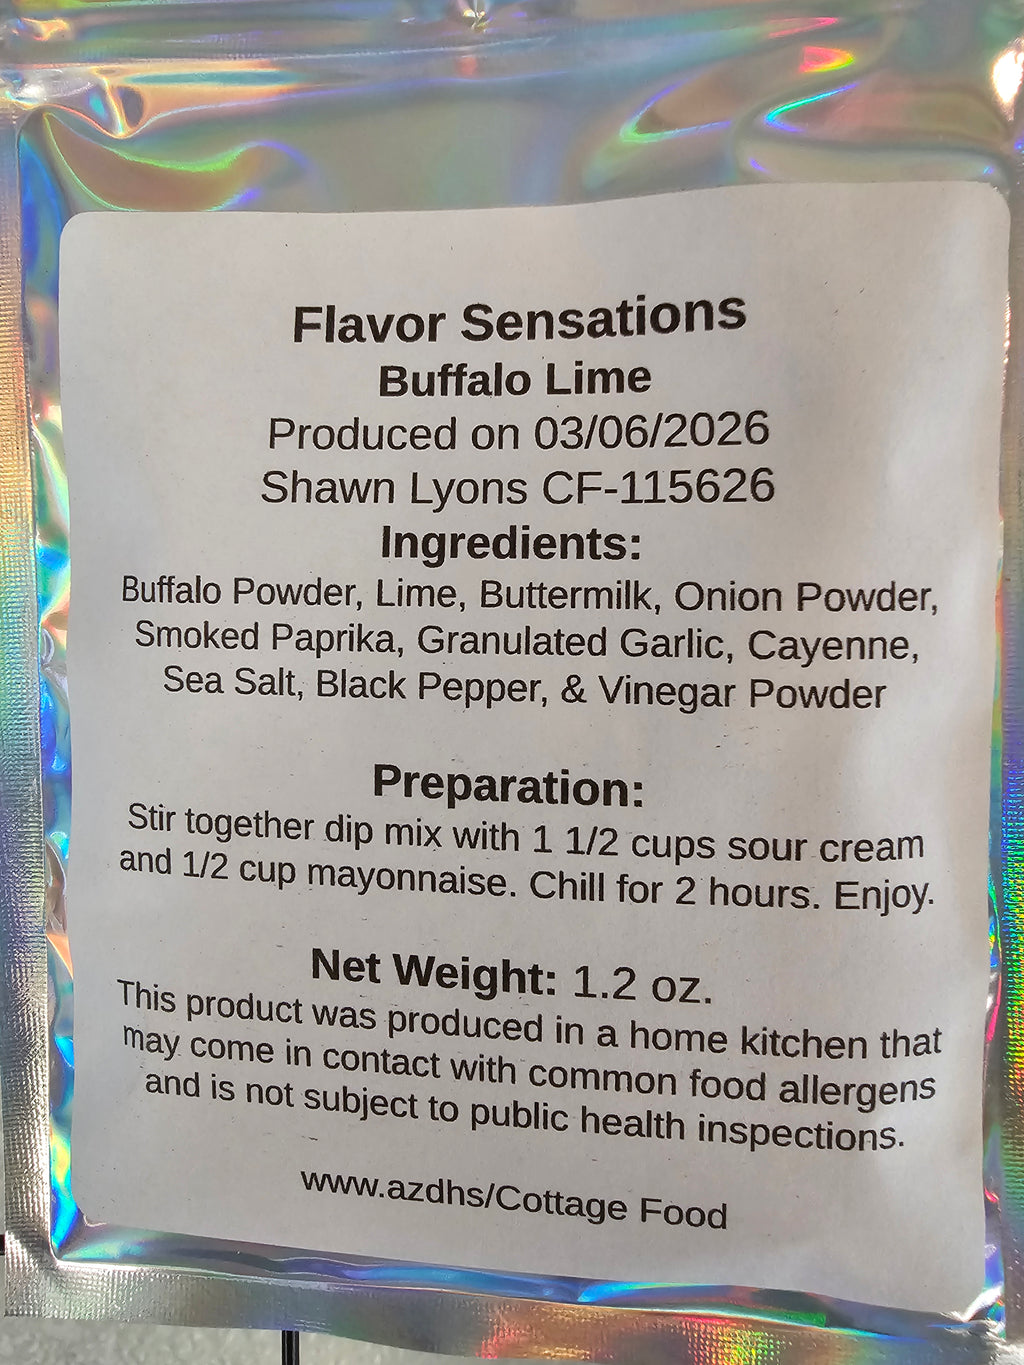 Flavor Sensations
Buffalo Lime
Produced on 03/06/2026
Shawn Lyons CF-115626
Ingredients:
Buffalo Powder, Lime, Buttermilk, Onion Powder,
Smoked Paprika, Granulated Garlic, Cayenne,
Sea Salt, Black Pepper, & Vinegar Powder
Preparation:
Stir together dip mix with 1 1/2 cups sour cream
and 1/2 cup mayonnaise. Chill for 2 hours. Enjoy.
Net Weight: 1.2 oz.
This product was produced in a home kitchen that
may come in contact with common food allergens
and is not subject to public health inspections.
www.azdhs/Cottage Food